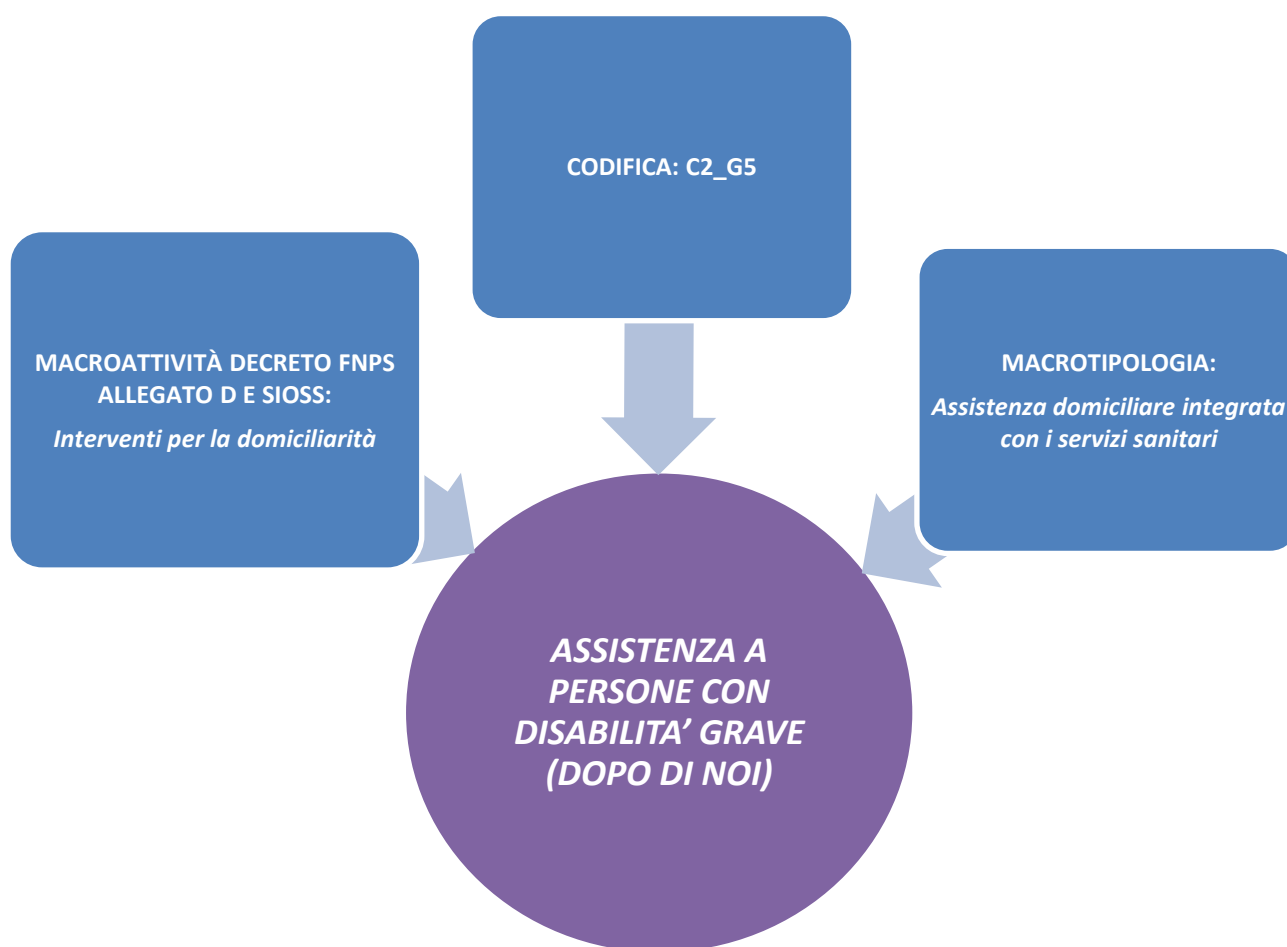 CODIFICA: C2_G5
MACROATTIVITÀ DECRETO FNPS
ALLEGATO D E SIOSS:
Interventi per la domiciliarità
MACROTIPOLOGIA:
Assistenza domiciliare integrata
con i servizi sanitari
ASSISTENZA A
PERSONE CON
DISABILITA’ GRAVE
(DOPO DI NOI)